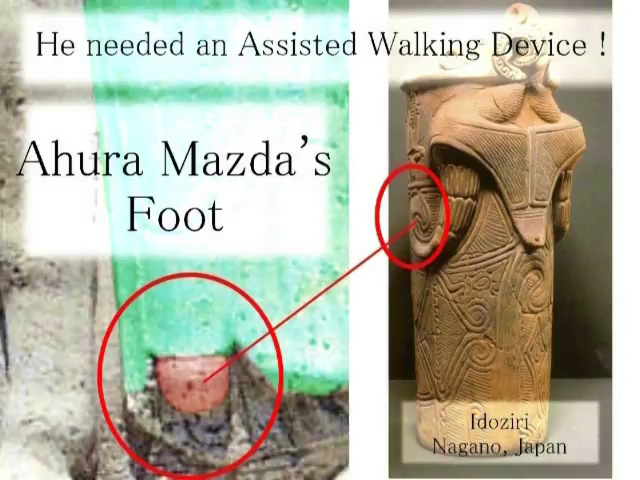 He needed an Assisted Walking Device !
Ahura Mazda's
Foot
Idoziri
Nagano, Japan